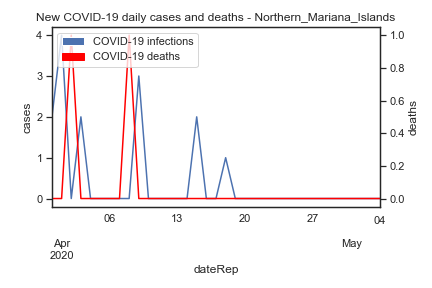 New COVID-19 daily cases and deaths - Northern_Mariana_Islands
COVID-19 infections
COVID-19 deaths
4
3
2
1
0
cases
1.0
0.8
0.6
0.4
0.2
0.0
deaths
06
13
20
27
04
Apr
2020
May
dateRep